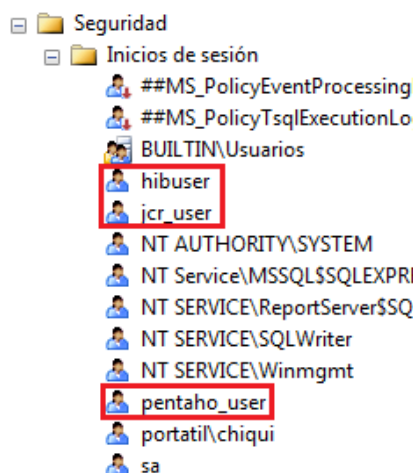 Seguridad
Inicios de sesión
##MS_PolicyEventProcessing
##MS_PolicyTsqlExecutionLo
BUILTIN\Usuarios
hibuser
jcr_user
NT AUTHORITY\SYSTEM
NT Service\MSSQL$SQLEXPR
NT SERVICE\ReportServer$SQ
NT SERVICE\SQLWriter
NT SERVICE\Winmgmt
pentaho_user
portatil\chiqui
sa